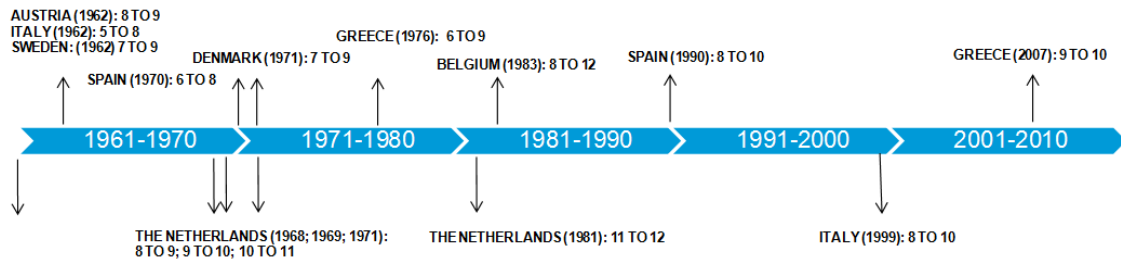 AUSTRIA (1962): 8 TO 9
ITALY (1962): 5 TO 8
SWEDEN: (1962) 7 TO 9
SPAIN (1970): 6 TO 8
DENMARK (1971): 7 TO 9
GREECE (1976): 6 TO 9
BELGIUM (1983): 8 TO 12
SPAIN (1990): 8 TO 10
GREECE (2007): 9 TO 10
1961-1970
1971-1980
1981-1990
1991-2000
2001-2010
THE NETHERLANDS (1968; 1969; 1971):
8 TO 9; 9 TO 10; 10 TO 11
THE NETHERLANDS (1981): 11 TO 12
ITALY (1999): 8 TO 10